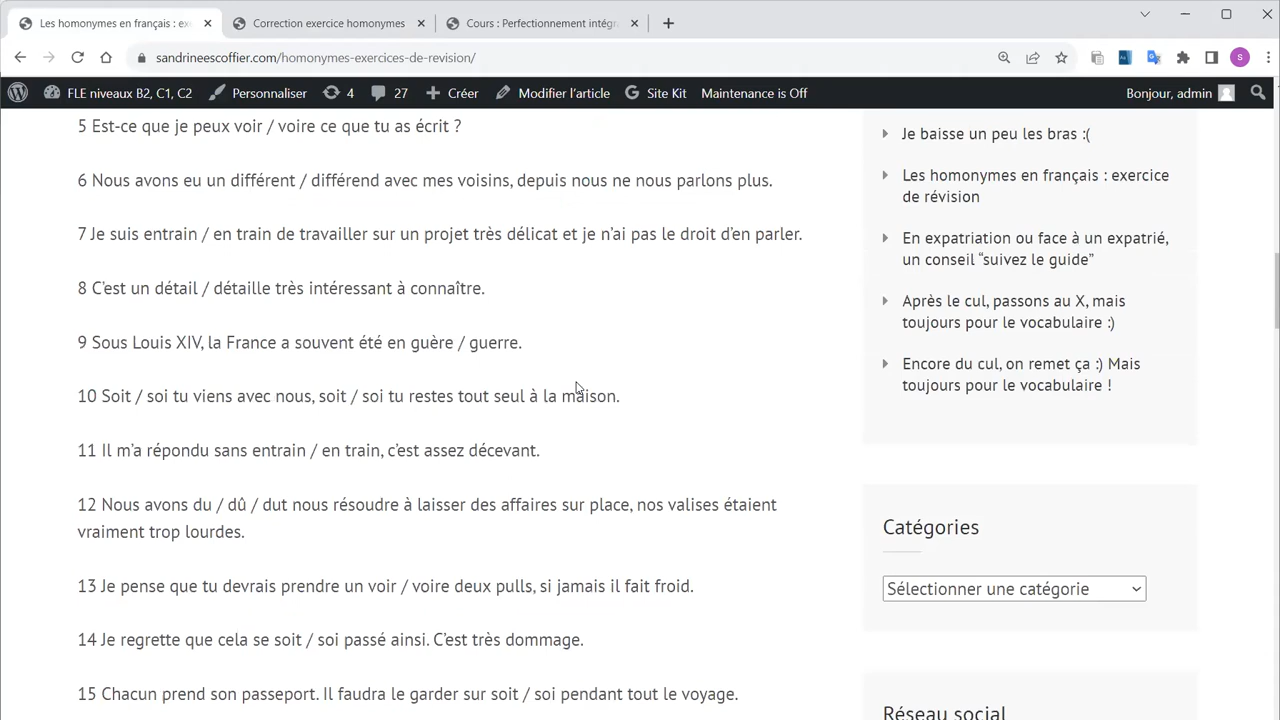 Les homonymes en français : exe
Correction exercice homonymes
Cours : Perfectionnement intégr
sandrineescoffier.com/homonymes-exercices-de-revision/
S
FLE niveaux B2, C1, C2
Personnaliser
4
27
Créer
Modifier l'article
Site Kit
Maintenance is Off
Bonjour, admin
5 Est-ce que je peux voir / voire ce que tu as écrit ?
6 Nous avons eu un différent / différend avec mes voisins, depuis nous ne nous parlons plus.
7 Je suis entrain / en train de travailler sur un projet très délicat et je n’ai pas le droit d’en parler.
8 C’est un détail / détaille très intéressant à connaître.
9 Sous Louis XIV, la France a souvent été en guère / guerre.
10 Soit / soi tu viens avec nous, soit / soi tu restes tout seul à la maison.
11 Il m’a répondu sans entrain / en train, c’est assez décevant.
12 Nous avons du / dû / dut nous résoudre à laisser des affaires sur place, nos valises étaient
vraiment trop lourdes.
13 Je pense que tu devrais prendre un voir / voire deux pulls, si jamais il fait froid.
14 Je regrette que cela se soit / soi passé ainsi. C’est très dommage.
15 Chacun prend son passeport. Il faudra le garder sur soit / soi pendant tout le voyage.
Je baisse un peu les bras :(
Les homonymes en français : exercice
de révision
En expatriation ou face à un expatrié,
un conseil “suivez le guide”
Après le cul, passons au X, mais
toujours pour le vocabulaire :)
Encore du cul, on remet ça :) Mais
toujours pour le vocabulaire !
Catégories
Sélectionner une catégorie
Réseau social